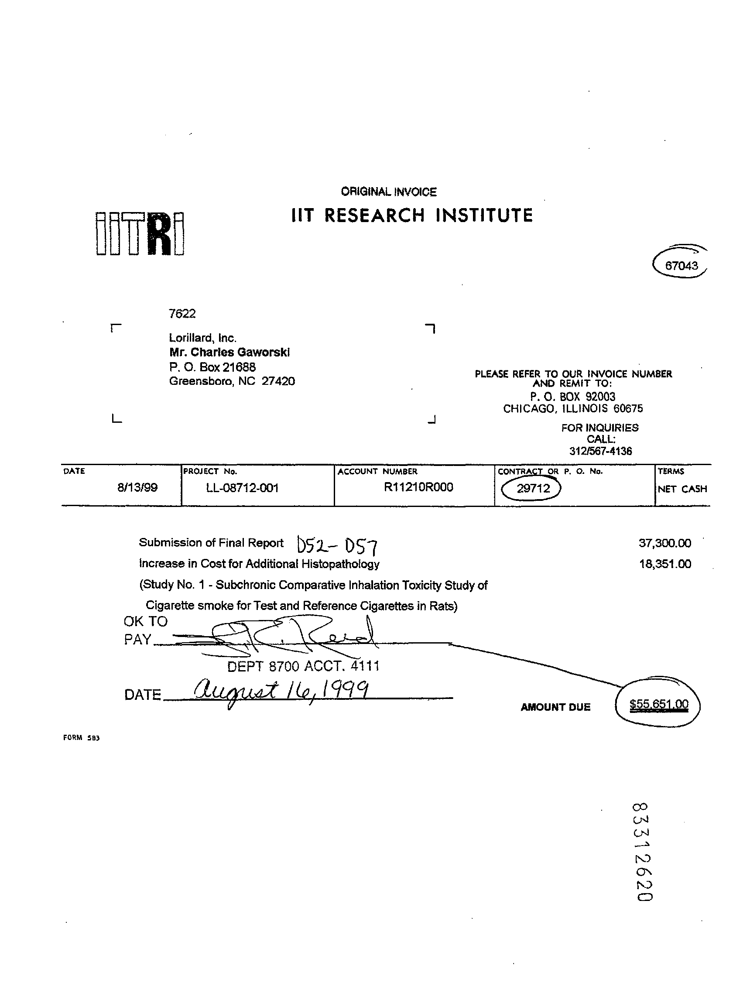 ORIGINAL INVOICE
IITRI
IIT RESEARCH INSTITUTE
67043
7622
Lorillard, Inc.
Mr. Charles Gaworski
P. O. Box 21688
Greensboro, NC 27420
PLEASE REFER TO OUR INVOICE NUMBER
AND REMIT TO:
P. O. BOX 92003
CHICAGO, ILLINOIS 60675
FOR INQUIRIES
CALL:
312/567-4136
DATE PROJECT No. ACCOUNT NUMBER CONTRACT OR P. O. No. TERMS
8/13/99 LL-08712-001 R11210R000 29712 NET CASH
Submission of Final Report D52-D57 37,300.00
Increase in Cost for Additional Histopathology 18,351.00
(Study No. 1 - Subchronic Comparative Inhalation Toxicity Study of
Cigarette smoke for Test and Reference Cigarettes in Rats)
OK TO
PAY
DEPT 8700 ACCT. 4111
DATE August 16, 1999
AMOUNT DUE $55,651.00
FORM 583
83312620